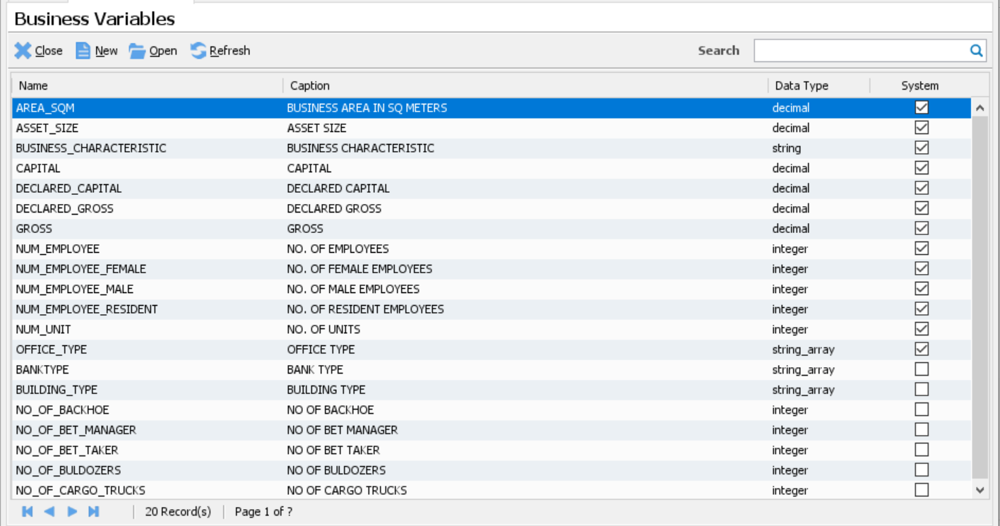 Business Variables
Close New Open Refresh Search
Name Caption Data Type System
AREA_SQM BUSINESS AREA IN SQ METERS decimal
ASSET_SIZE ASSET SIZE decimal
BUSINESS_CHARACTERISTIC BUSINESS CHARACTERISTIC string
CAPITAL CAPITAL decimal
DECLARED_CAPITAL DECLARED CAPITAL decimal
DECLARED_GROSS DECLARED GROSS decimal
GROSS GROSS decimal
NUM_EMPLOYEE NO. OF EMPLOYEES integer
NUM_EMPLOYEE_FEMALE NO. OF FEMALE EMPLOYEES integer
NUM_EMPLOYEE_MALE NO. OF MALE EMPLOYEES integer
NUM_EMPLOYEE_RESIDENT NO. OF RESIDENT EMPLOYEES integer
NUM_UNIT NO. OF UNITS integer
OFFICE_TYPE OFFICE TYPE string_array
BANKTYPE BANK TYPE string_array
BUILDING_TYPE BUILDING TYPE string_array
NO_OF_BACKHOE NO OF BACKHOE integer
NO_OF_BET_MANAGER NO OF BET MANAGER integer
NO_OF_BET_TAKER NO OF BET TAKER integer
NO_OF_BULDOZERS NO OF BULDOZERS integer
NO_OF_CARGO_TRUCKS NO OF CARGO TRUCKS integer
20 Record(s) Page 1 of ?